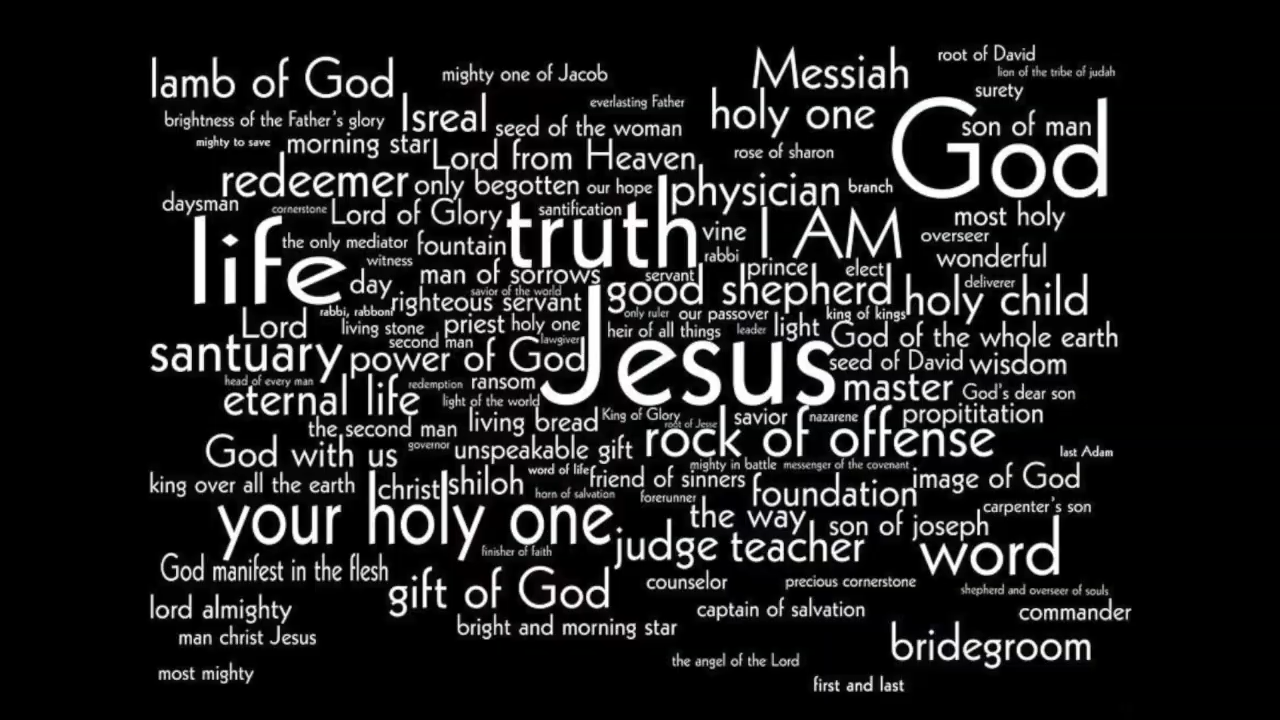 root of David
Messiah
lamb of God
mighty one of Jacob
lion of the tribe of judah
surety
everlasting Father
God
holy one
Isreal
brightness of the Father's glory
seed of the woman
son of man
mighty to save
morning star
Lord from Heaven
rose of sharon
redeemer
only begotten
our hope
physician
branch
daysman
cornerstone
Lord of Glory
santification
most holy
truth
vine
I AM
overseer
life
the only mediator
fountain
rabbi
wonderful
witness
man of sorrows
servant
prince
elect
day
savior of the world
good shepherd
deliverer
righteous servant
holy child
rabbi, rabboni
only ruler
our passover
king of kings
Lord
living stone
priest
holy one
heir of all things
leader
light
God of the whole earth
second man
lawgiver
santuary
power of God
Jesus
seed of David
wisdom
head of every man
redemption
ransom
master
God's dear son
eternal life
light of the world
King of Glory
savior
nazarene
propititation
the second man
living bread
root of Jesse
rock of offense
God with us
governor
unspeakable gift
last Adam
mighty in battle
messenger of the covenant
word of life
friend of sinners
image of God
king over all the earth
christ
shiloh
horn of salvation
forerunner
foundation
carpenter's son
your holy one
the way
son of joseph
finisher of faith
judge
teacher
word
God manifest in the flesh
gift of God
counselor
precious cornerstone
shepherd and overseer of souls
lord almighty
captain of salvation
commander
man christ Jesus
bright and morning star
bridegroom
the angel of the Lord
most mighty
first and last